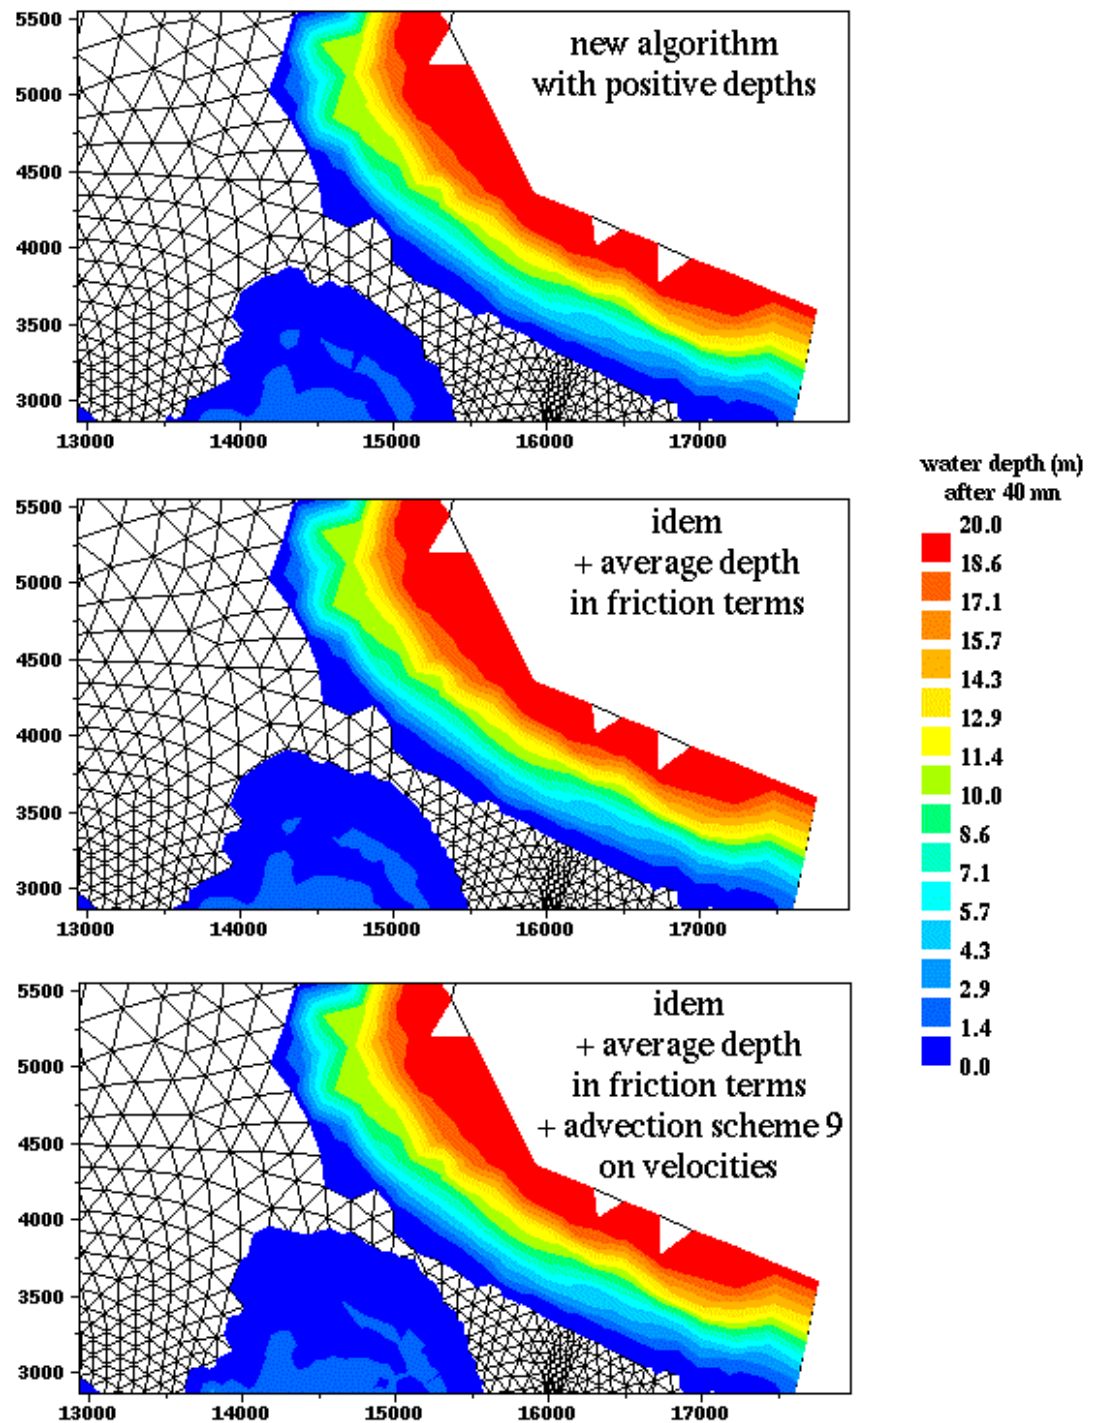 5500
5000
4500
4000
3500
3000
13000 14000 15000 16000 17000
new algorithm
with positive depths
5500
5000
4500
4000
3500
3000
13000 14000 15000 16000 17000
idem
+ average depth
in friction terms
5500
5000
4500
4000
3500
3000
13000 14000 15000 16000 17000
idem
+ average depth
in friction terms
+ advection scheme 9
on velocities
water depth (m)
after 40 mn
20.0
18.6
17.1
15.7
14.3
12.9
11.4
10.0
8.6
7.1
5.7
4.3
2.9
1.4
0.0